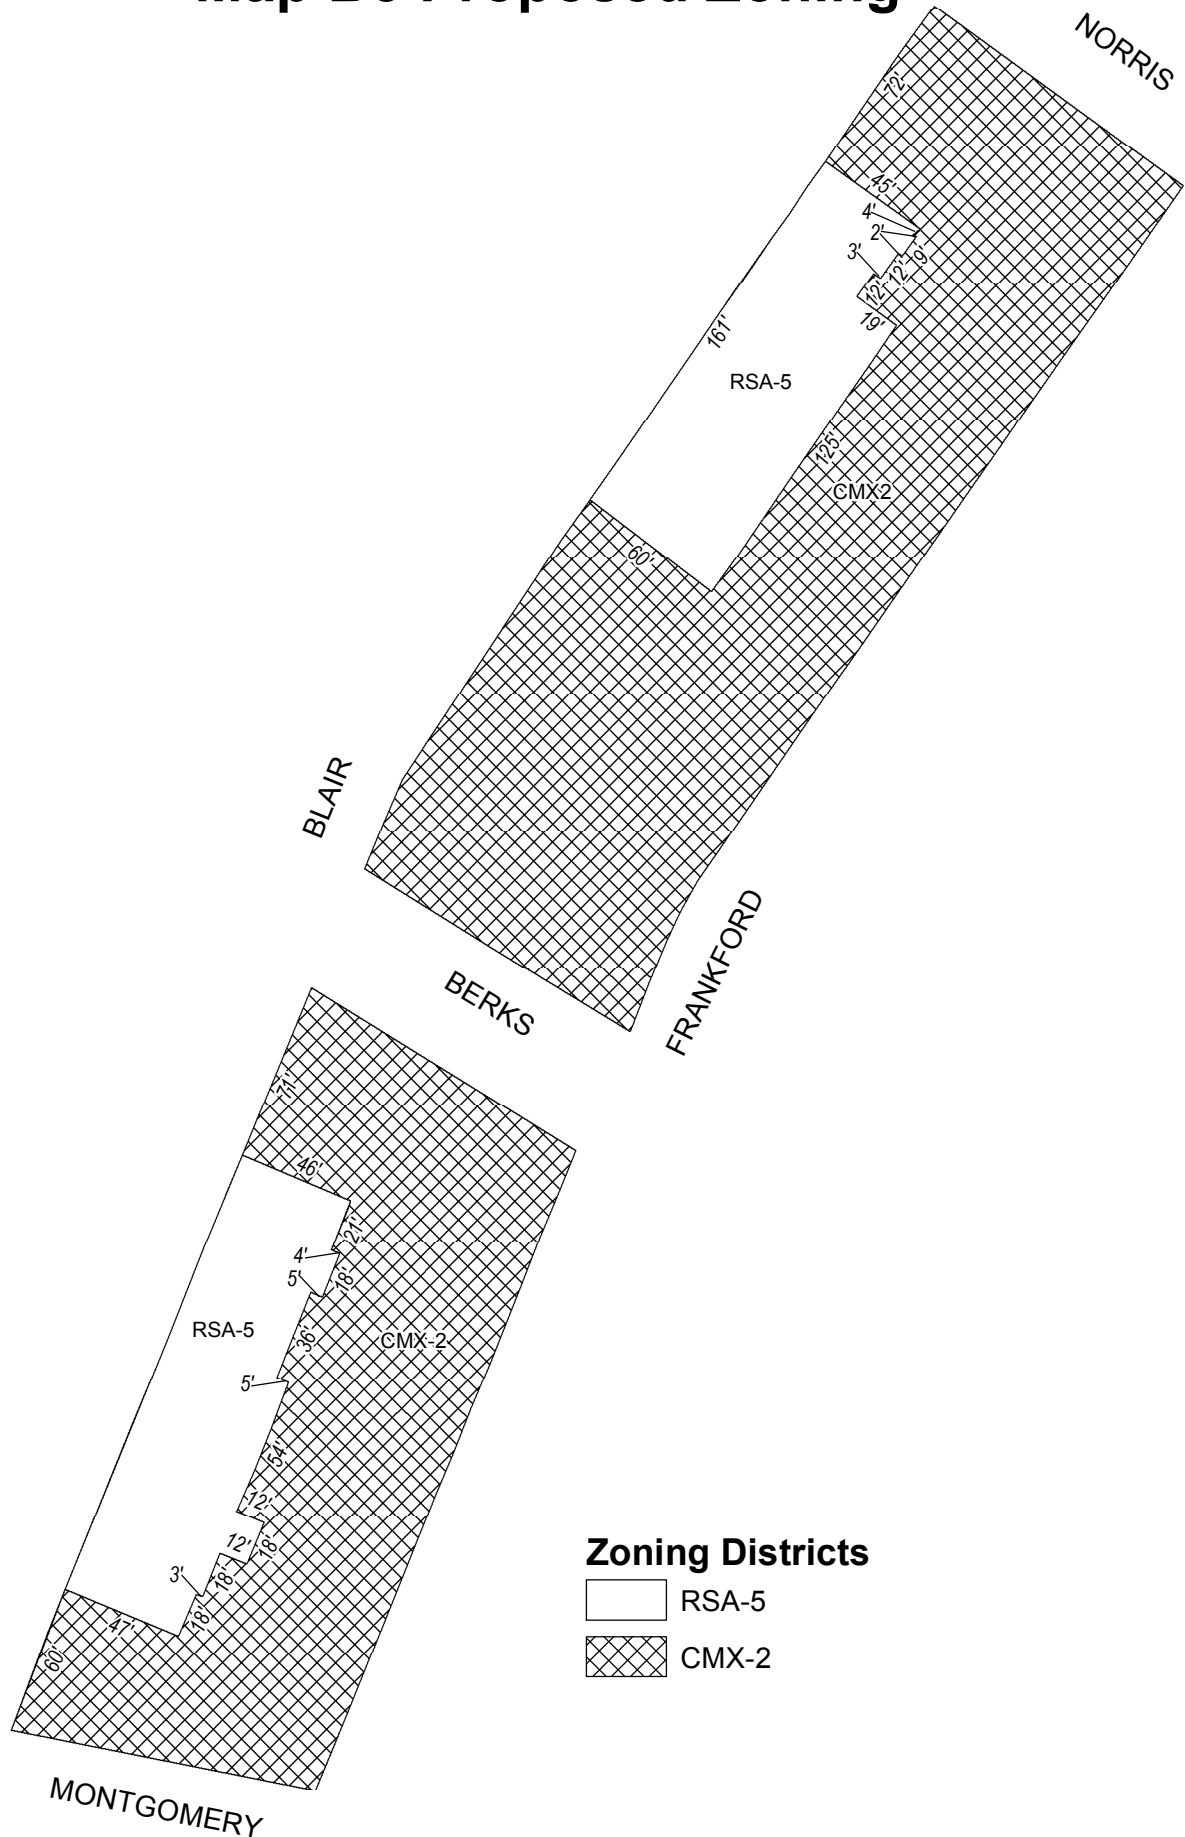 Map B6 Proposed Zoning
NORRIS
72'
45'
4'
2'
3'
9'
12'
12'
19'
161'
RSA-5
125'
CMX2
60'
BLAIR
FRANKFORD
BERKS
71'
46'
21'
4'
5'
18'
RSA-5
36'
CMX-2
5'
54'
12'
12'
18'
3'
18'
18'
47'
60'
Zoning Districts
RSA-5
CMX-2
MONTGOMERY